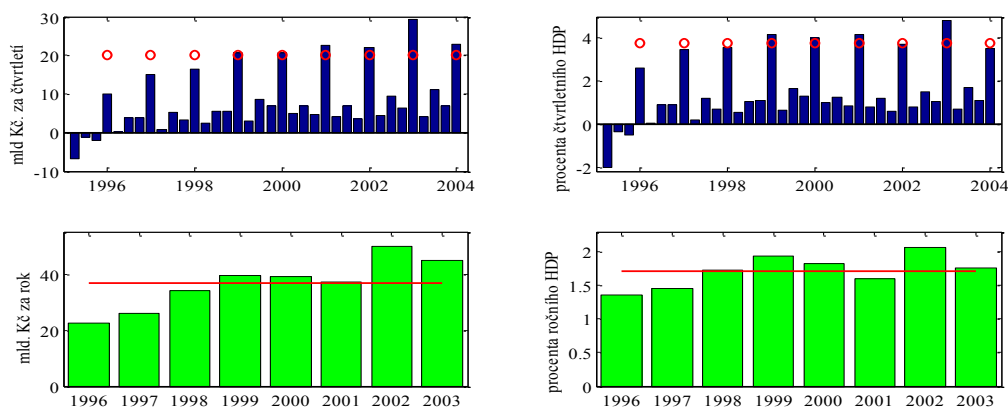 mld Kč. za čtvrtletí
30
20
10
0
-10
1996 1998 2000 2002 2004
procenta čtvrtletního HDP
4
2
0
-2
1996 1998 2000 2002 2004
mld. Kč za rok
40
20
0
1996 1997 1998 1999 2000 2001 2002 2003
procenta ročního HDP
2
1.5
1
0.5
0
1996 1997 1998 1999 2000 2001 2002 2003